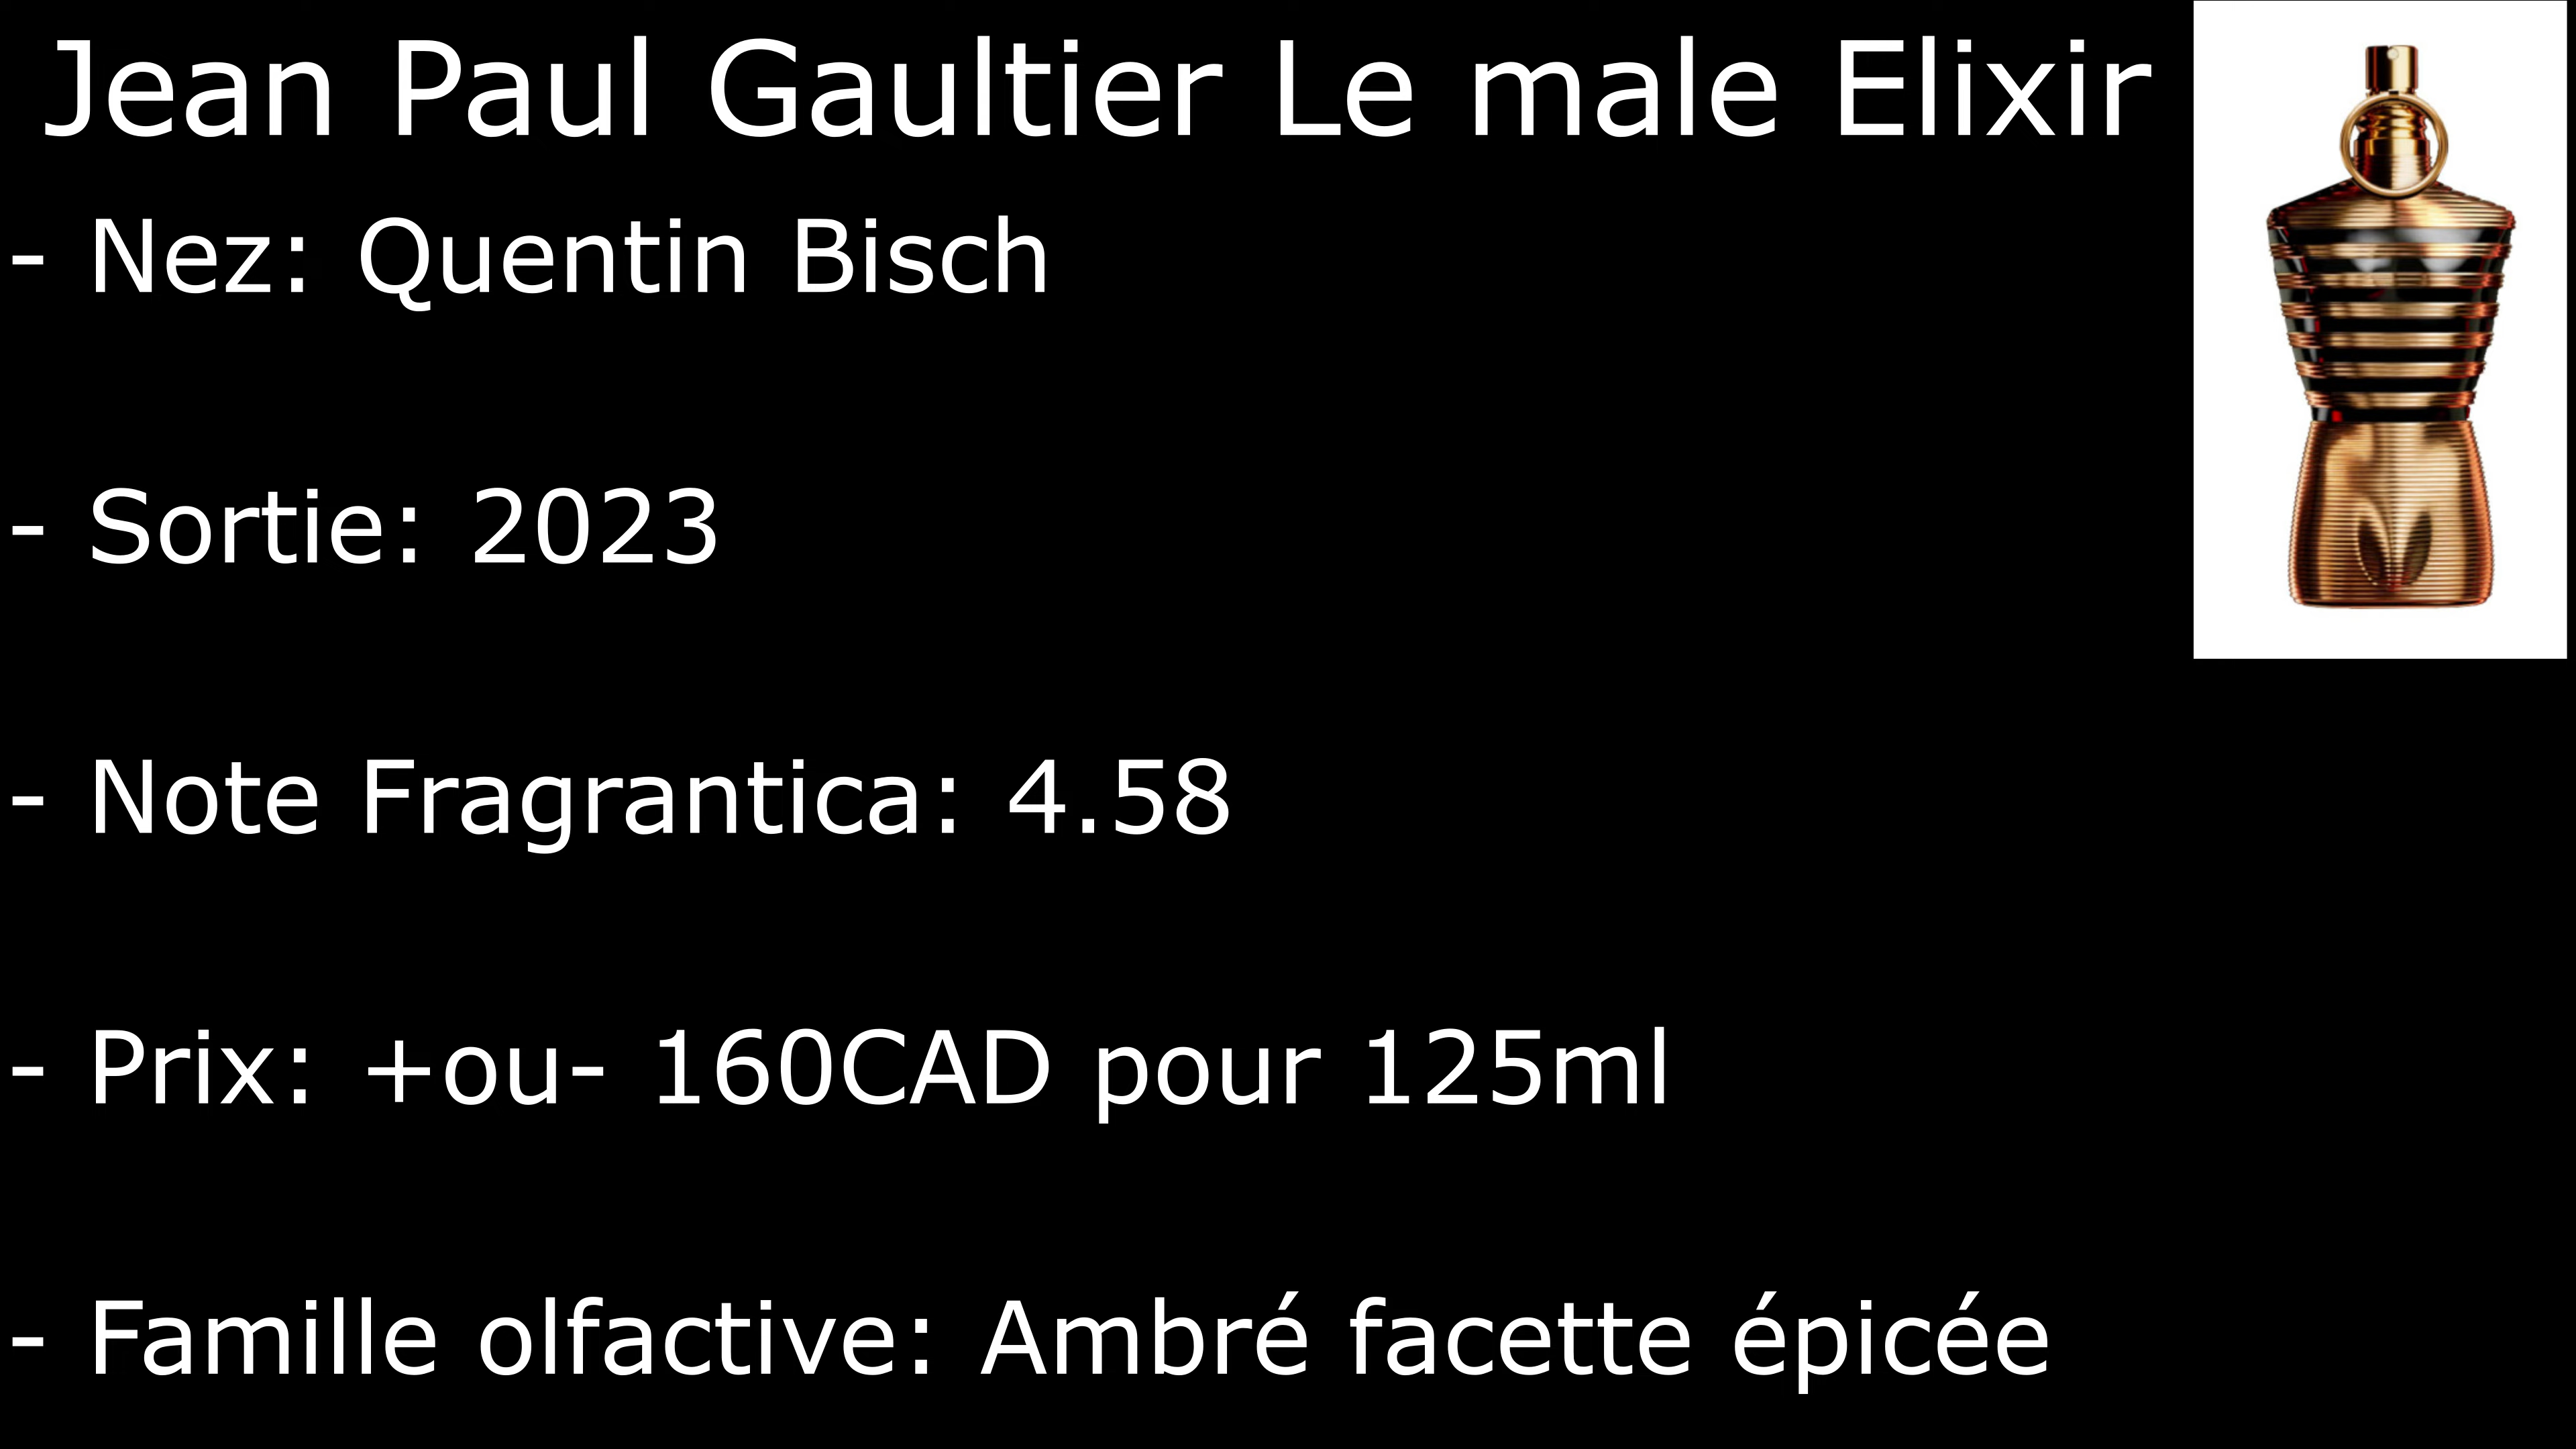 Jean Paul Gaultier Le male Elixir
- Nez: Quentin Bisch
- Sortie: 2023
- Note Fragrantica: 4.58
- Prix: +ou- 160CAD pour 125ml
- Famille olfactive: Ambré facette épicée